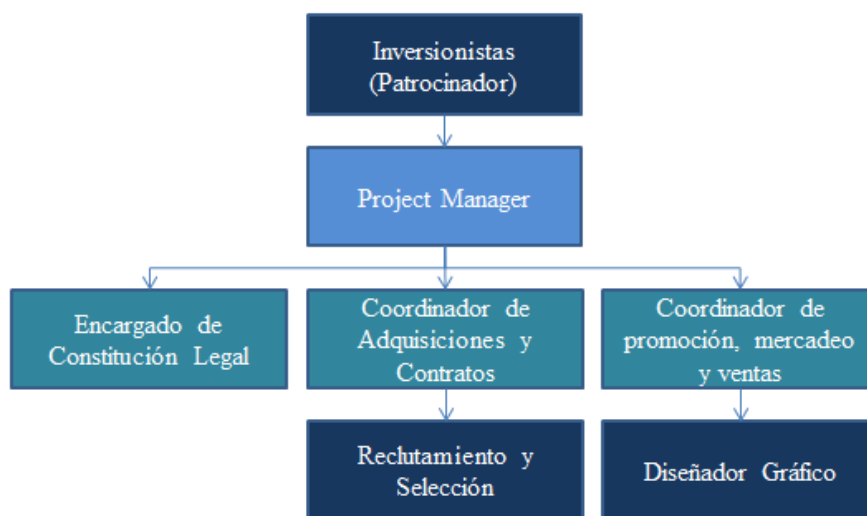 Inversionistas
(Patrocinador)
Project Manager
Encargado de
Constitución Legal
Coordinador de
Adquisiciones y
Contratos
Coordinador de
promoción, mercadeo
y ventas
Reclutamiento y
Selección
Diseñador Gráfico